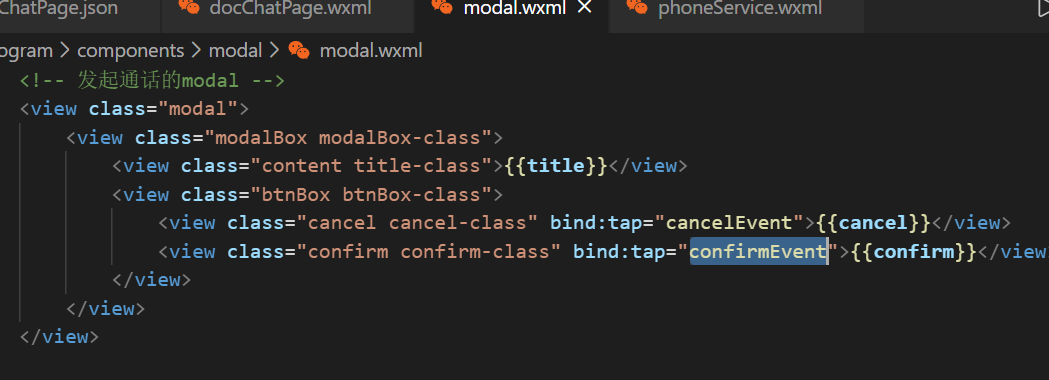 ChatPage.json docChatPage.wxml modal.wxml × phoneService.wxml
ogram > components > modal > modal.wxml
<!-- 发起通话的modal -->
<view class="modal">
<view class="modalBox modalBox-class">
<view class="content title-class">{{title}}</view>
<view class="btnBox btnBox-class">
<view class="cancel cancel-class" bind:tap="cancelEvent">{{cancel}}</view>
<view class="confirm confirm-class" bind:tap="confirmEvent">{{confirm}}</view
</view>
</view>
</view>